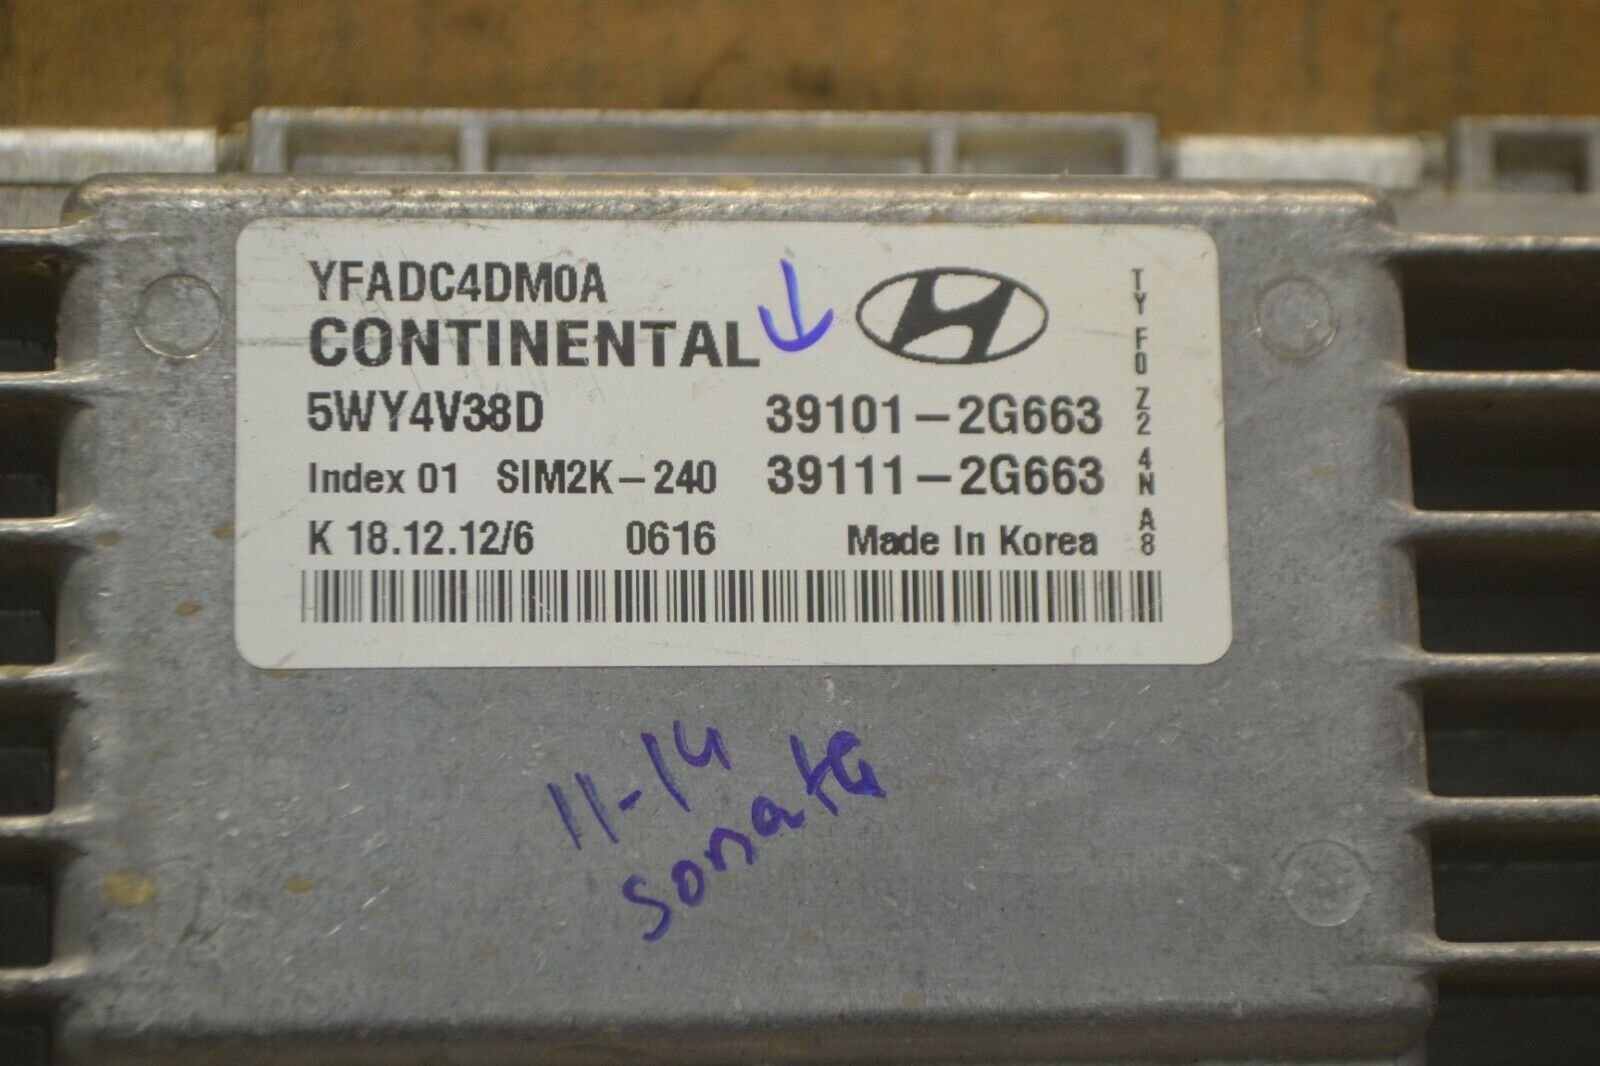 YFADC4DM0A
CONTINENTAL
5WY4V38D 39101-2G663
Index 01 SIM2K-240 39111-2G663
K 18.12.12/6 0616 Made In Korea
TY F0 Z2 4N A8
11-14
sonata